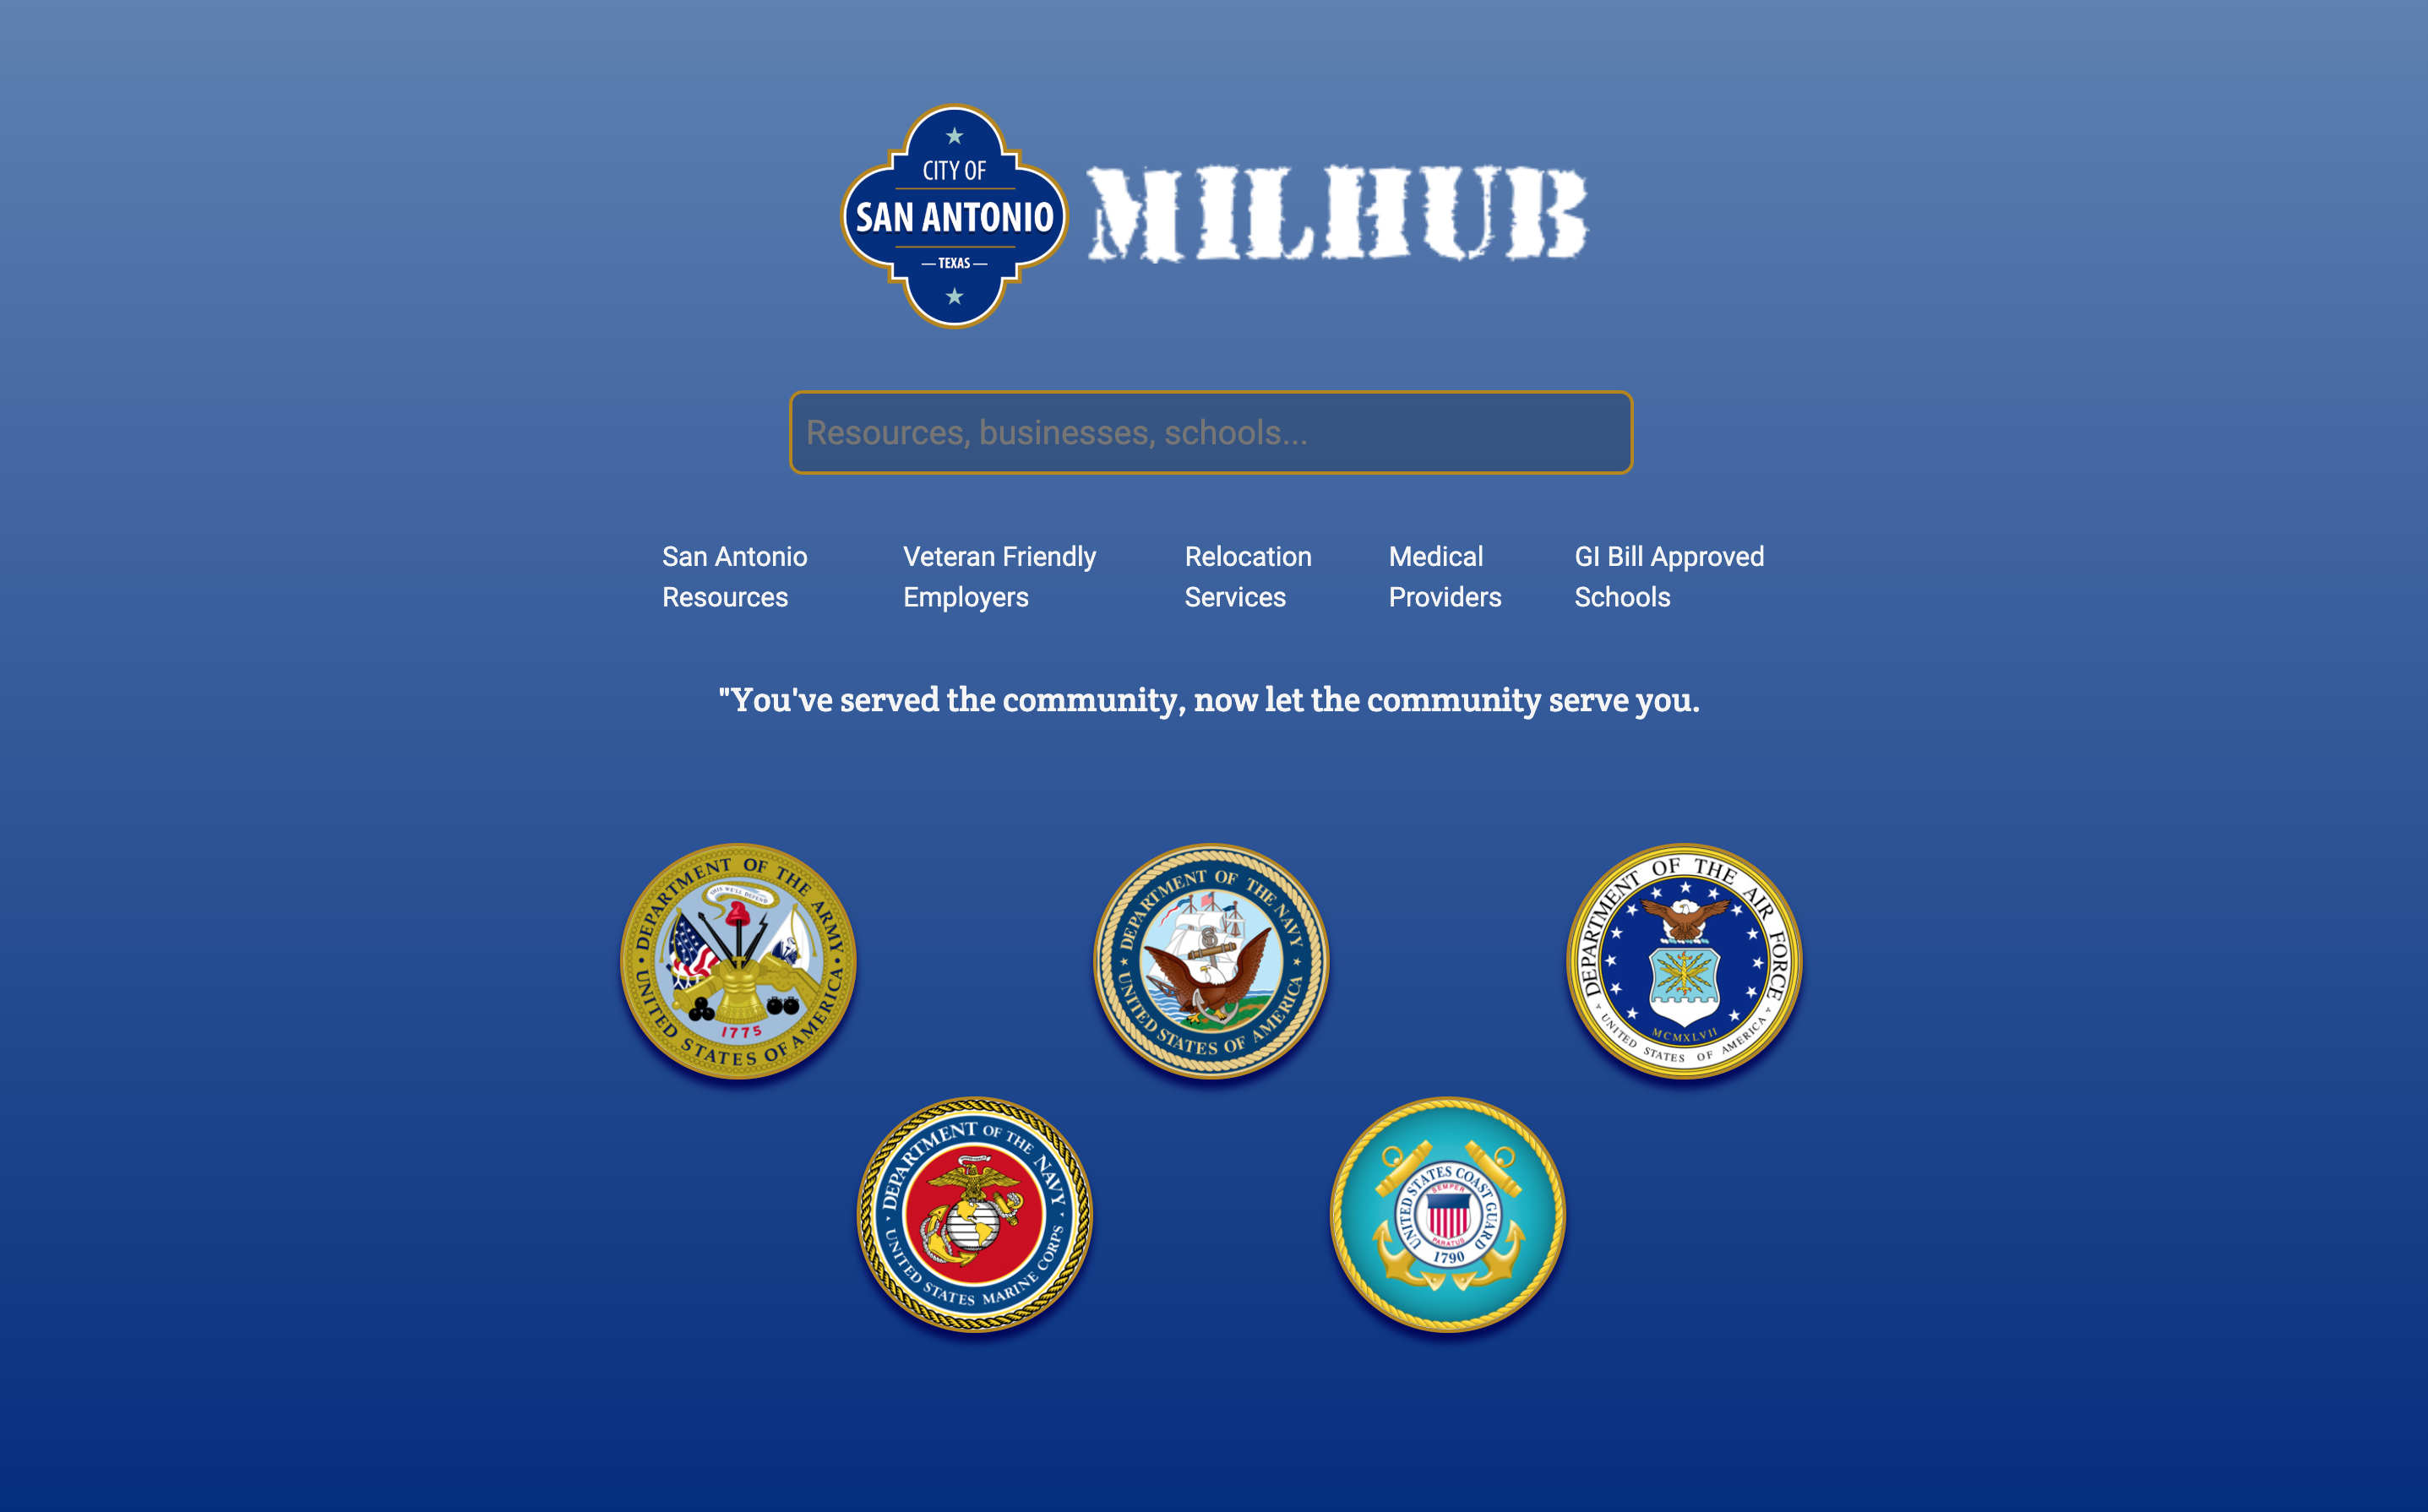 CITY OF
SAN ANTONIO
TEXAS
MILHUB
Resources, businesses, schools...
San Antonio Resources
Veteran Friendly Employers
Relocation Services
Medical Providers
GI Bill Approved Schools
"You've served the community, now let the community serve you.
DEPARTMENT OF THE ARMY
THIS WE'LL DEFEND
1775
UNITED STATES OF AMERICA
DEPARTMENT OF THE NAVY
UNITED STATES OF AMERICA
DEPARTMENT OF THE AIR FORCE
MCMXLVII
UNITED STATES OF AMERICA
DEPARTMENT OF THE NAVY
UNITED STATES MARINE CORPS
UNITED STATES COAST GUARD
SEMPER
PARATUS
1790